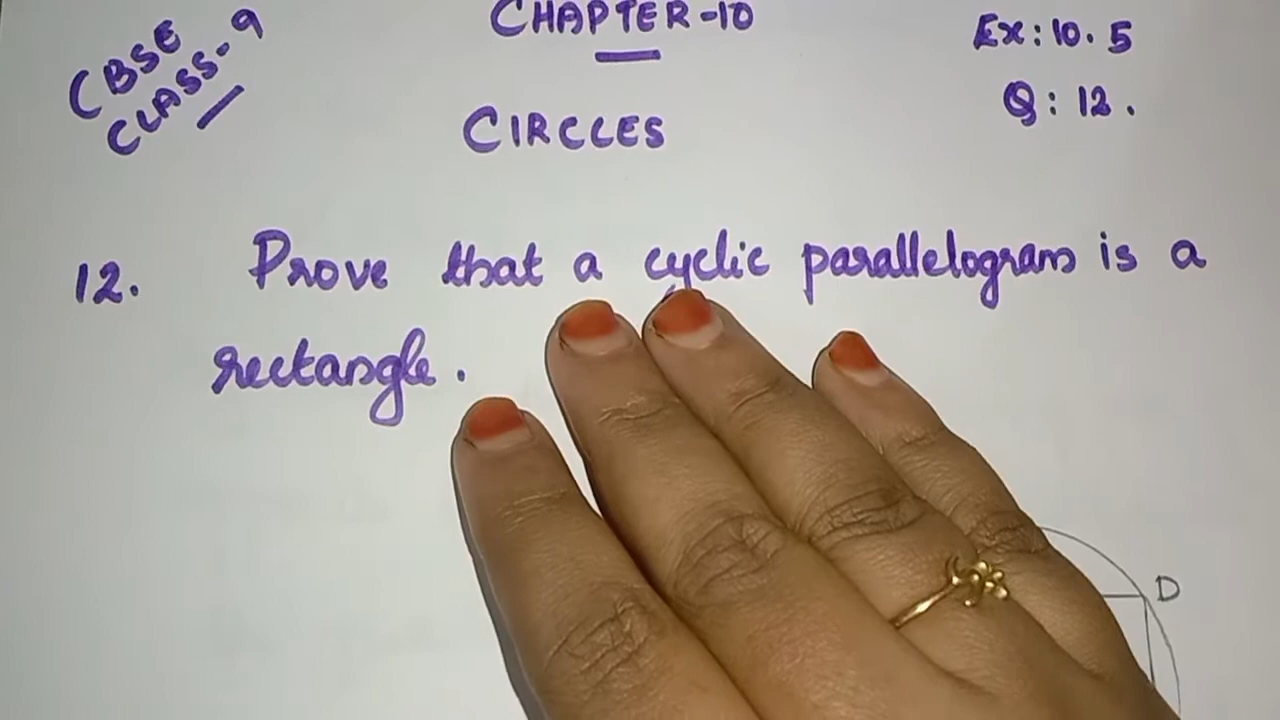 CBSE
CLASS-9
CHAPTER-10
Ex: 10.5
Q: 12.
CIRCLES
12. Prove that a cyclic parallelogram is a
rectangle.
D